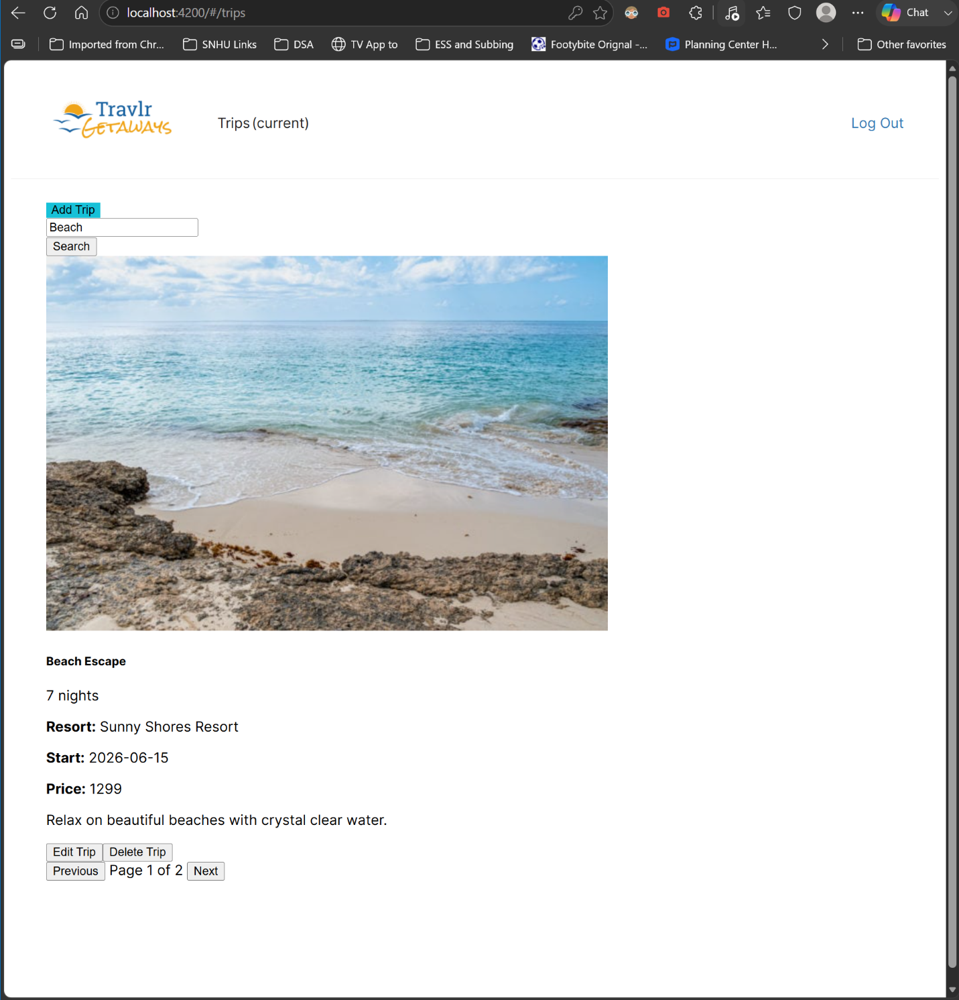 localhost:4200/#/trips
Chat
Imported from Chr... SNHU Links DSA TV App to ESS and Subbing Footybite Orignal -... Planning Center H... Other favorites
Travlr
GETAWAYS
Trips (current)
Log Out
Add Trip
Beach
Search
Beach Escape
7 nights
Resort: Sunny Shores Resort
Start: 2026-06-15
Price: 1299
Relax on beautiful beaches with crystal clear water.
Edit Trip Delete Trip
Previous Page 1 of 2 Next